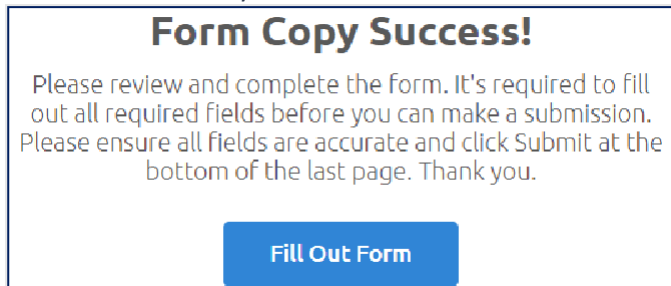 Form Copy Success!
Please review and complete the form. It's required to fill
out all required fields before you can make a submission.
Please ensure all fields are accurate and click Submit at the
bottom of the last page. Thank you.
Fill Out Form